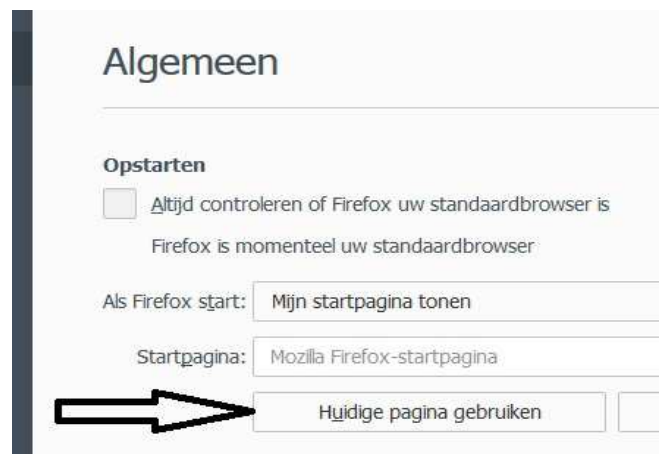 Algemeen
Opstarten
Altijd controleren of Firefox uw standaardbrowser is
Firefox is momenteel uw standaardbrowser
Als Firefox start: Mijn startpagina tonen
Startpagina: Mozilla Firefox-startpagina
Huidige pagina gebruiken